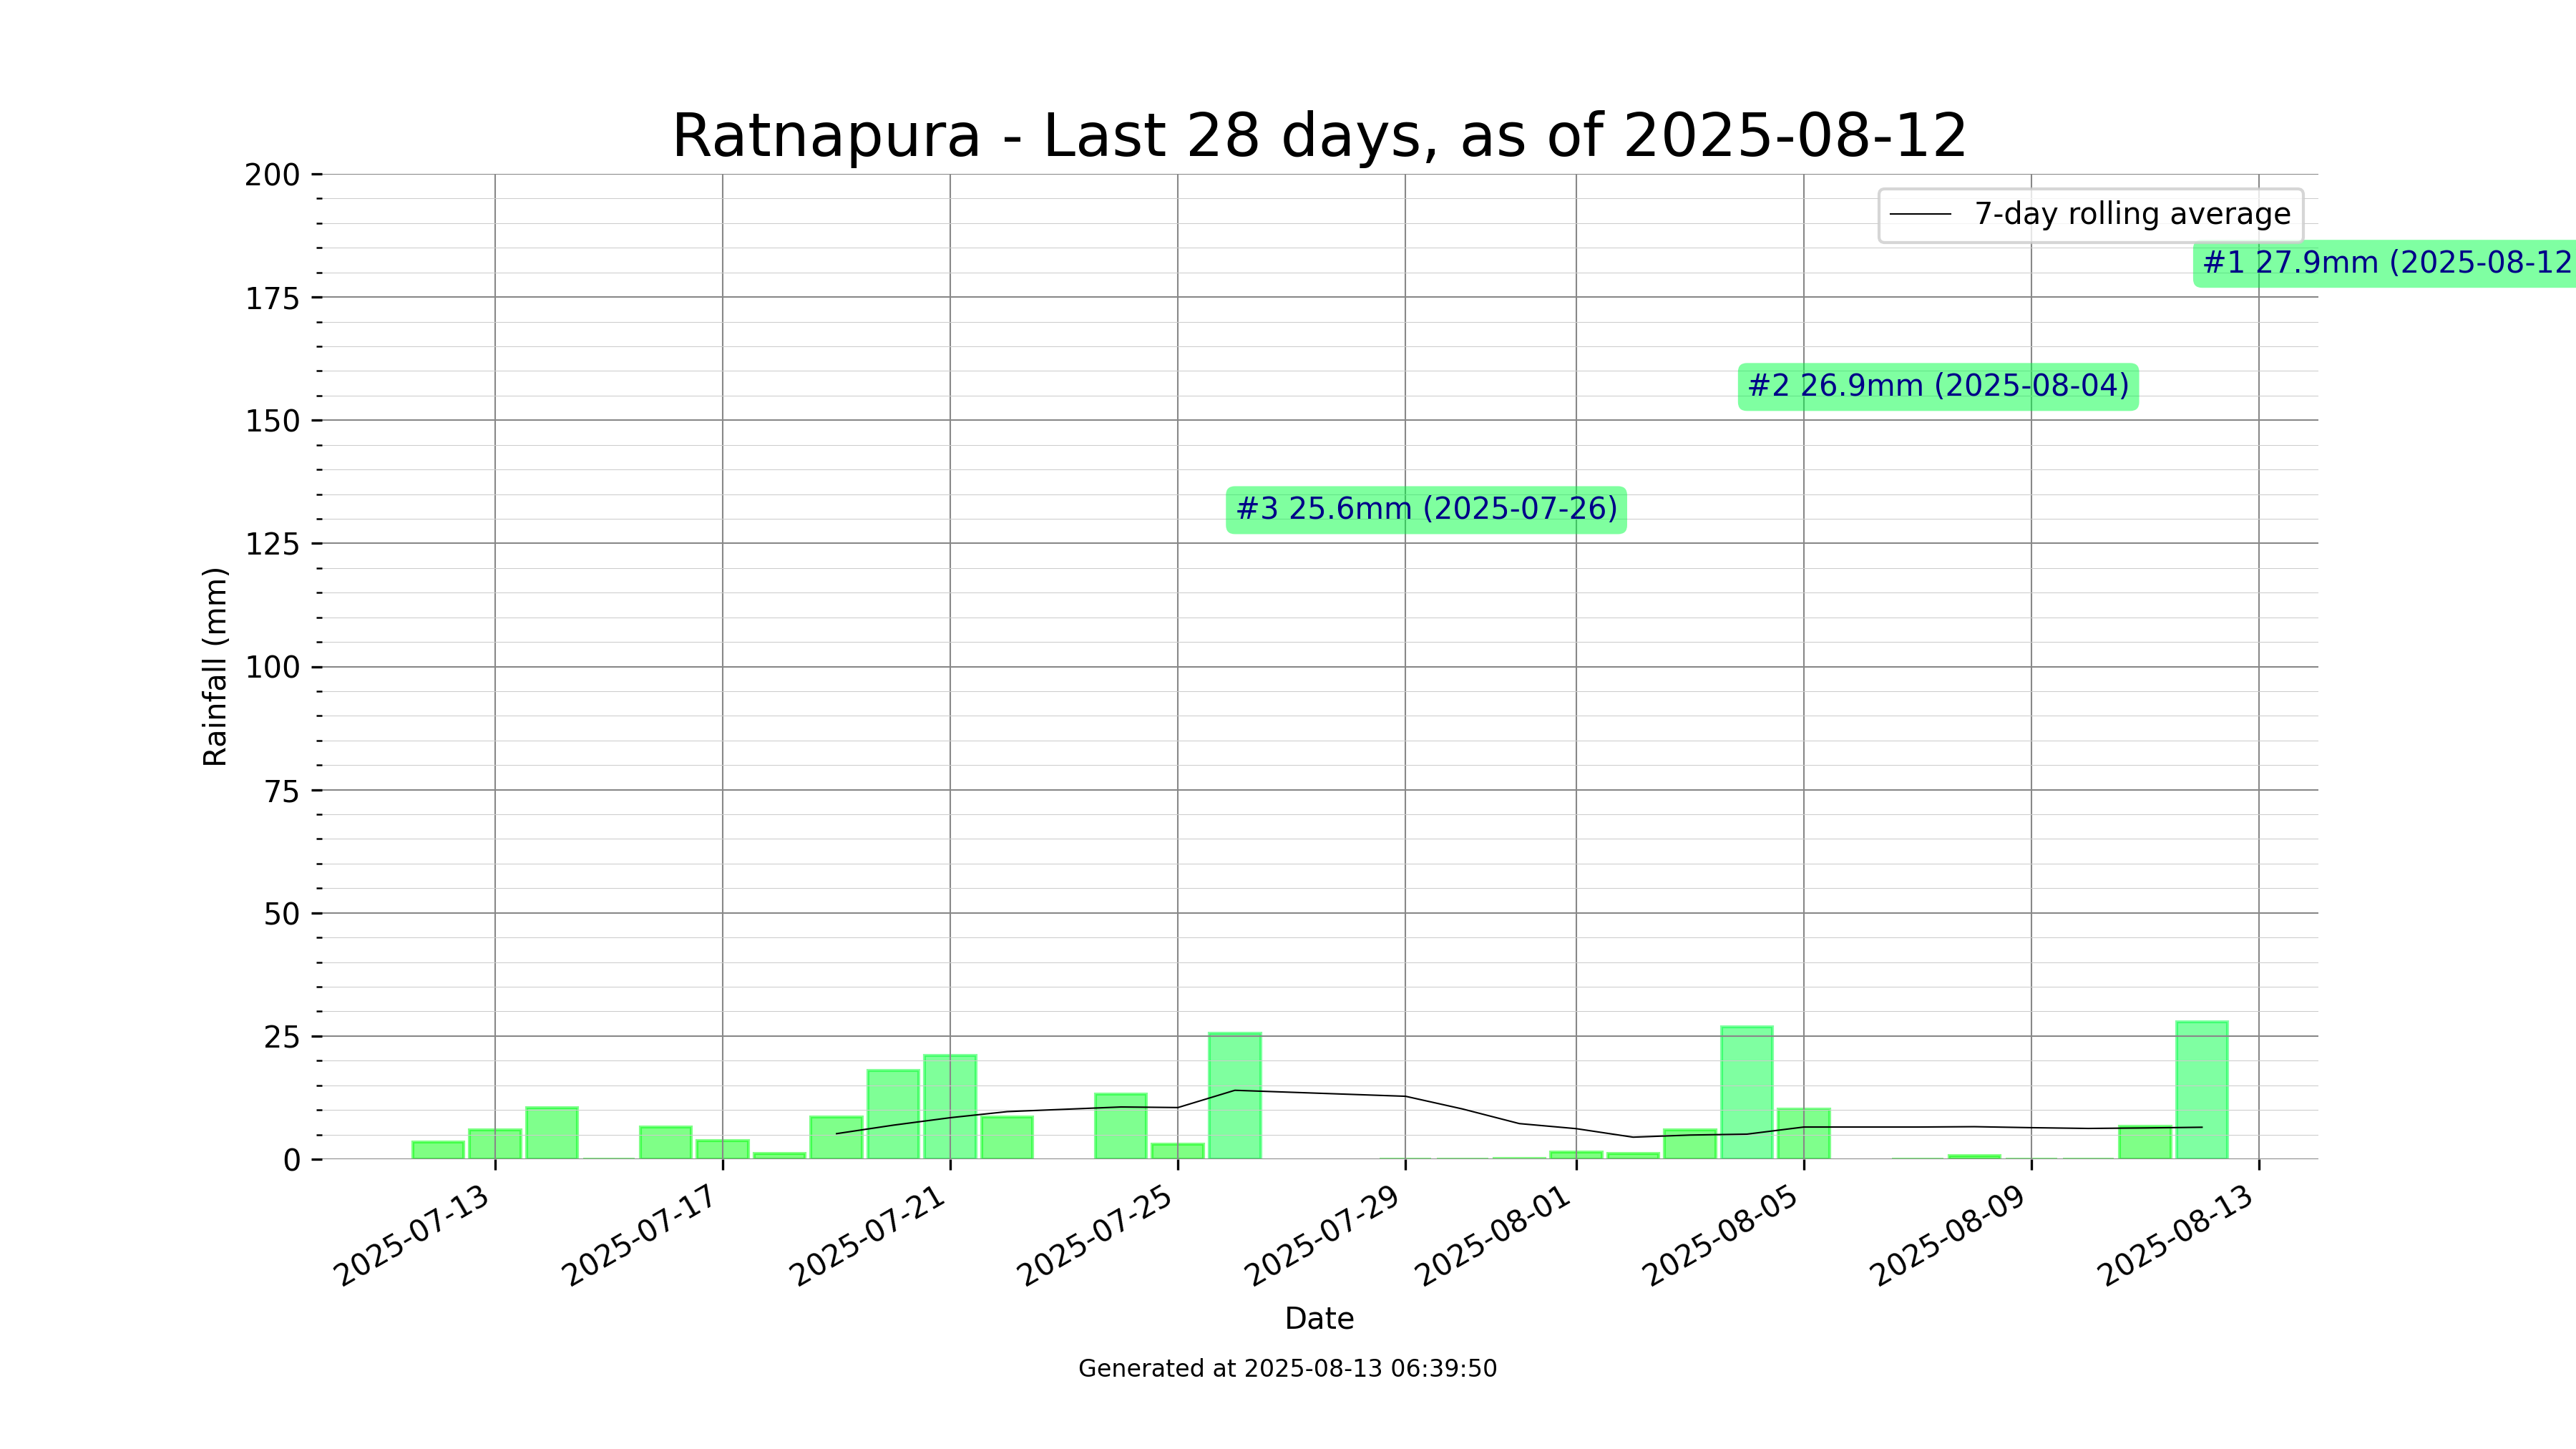 Ratnapura - Last 28 days, as of 2025-08-12
200
175
150
125
100
75
50
25
0
Rainfall (mm)
7-day rolling average
#1 27.9mm (2025-08-12
#2 26.9mm (2025-08-04)
#3 25.6mm (2025-07-26)
2025-07-13
2025-07-17
2025-07-21
2025-07-25
2025-07-29
2025-08-01
2025-08-05
2025-08-09
2025-08-13
Date
Generated at 2025-08-13 06:39:50